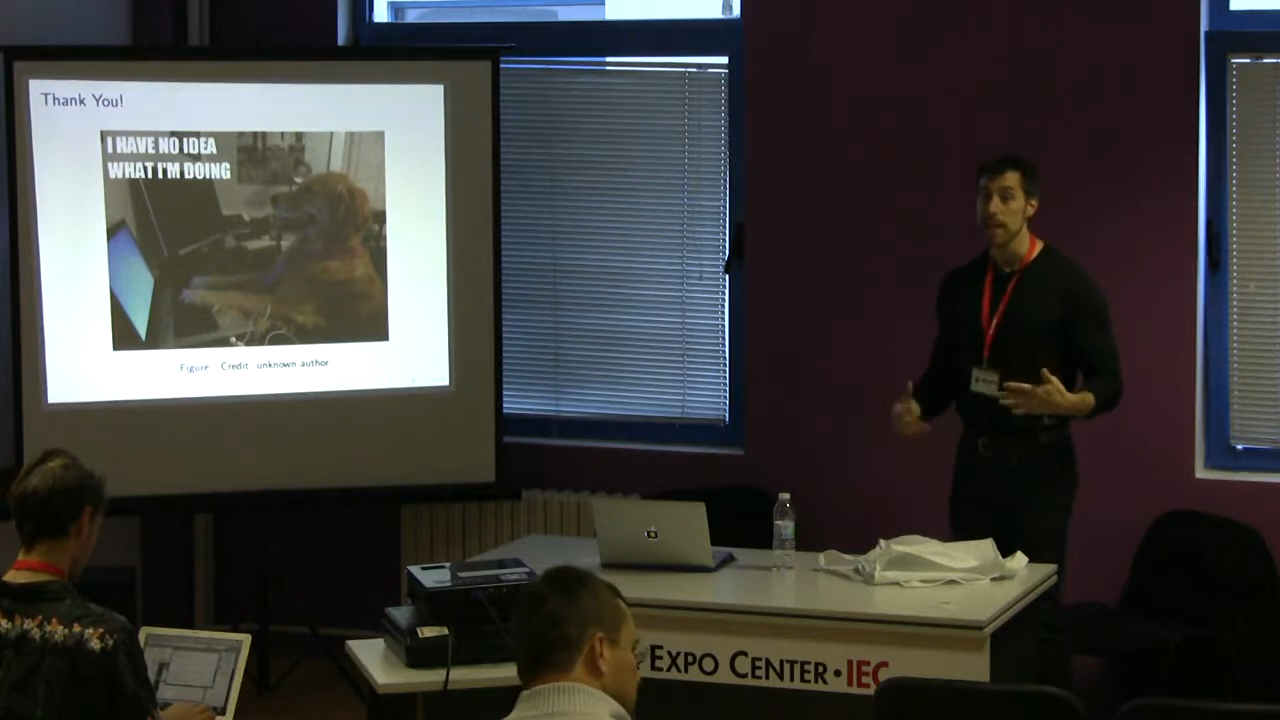 Thank You!
I HAVE NO IDEA
WHAT I'M DOING
Figure Credit unknown author
EXPO CENTER · IEC